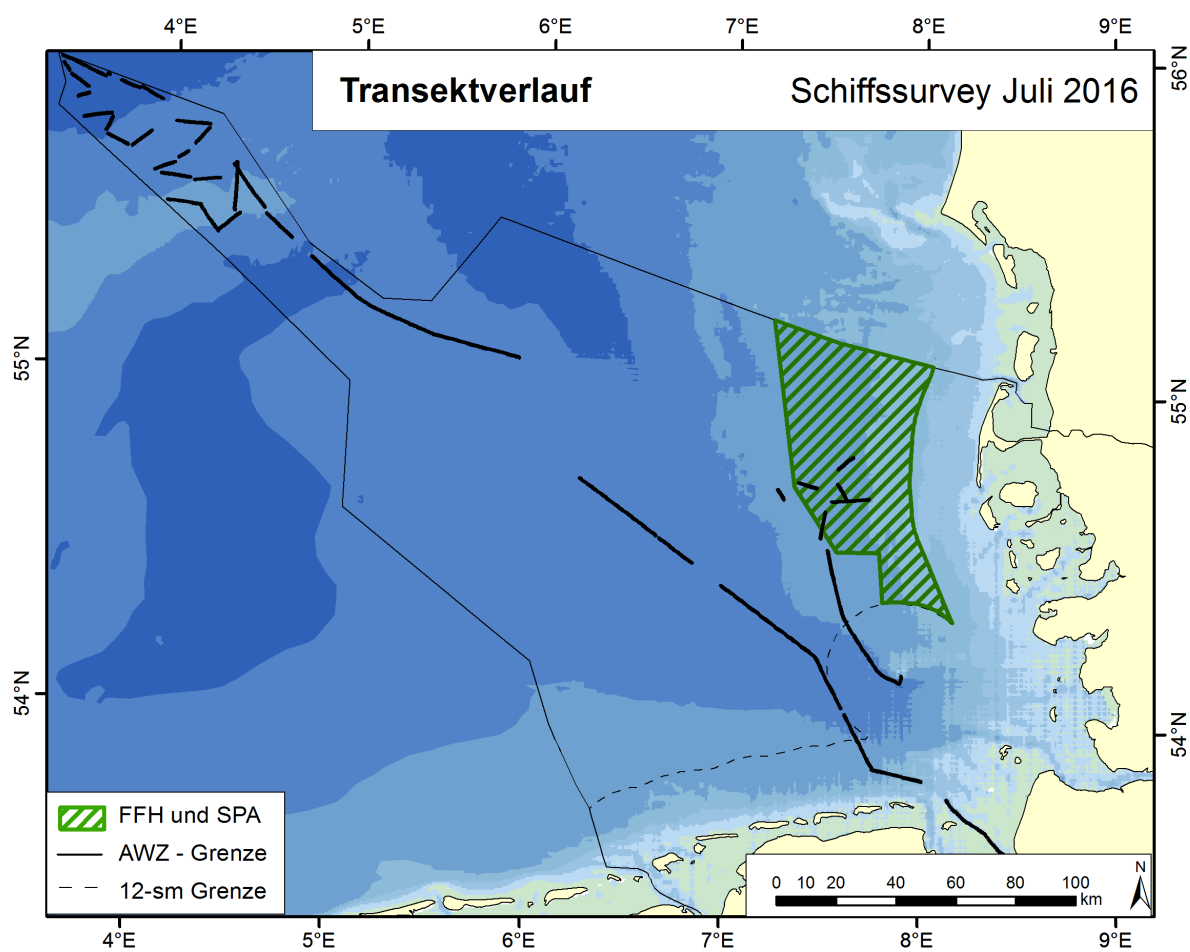 4°E 5°E 6°E 7°E 8°E 9°E
Transektverlauf Schiffssurvey Juli 2016
56°N
55°N 55°N
54°N 54°N
FFH und SPA
AWZ - Grenze
12-sm Grenze
N
0 10 20 40 60 80 100
km
4°E 5°E 6°E 7°E 8°E 9°E